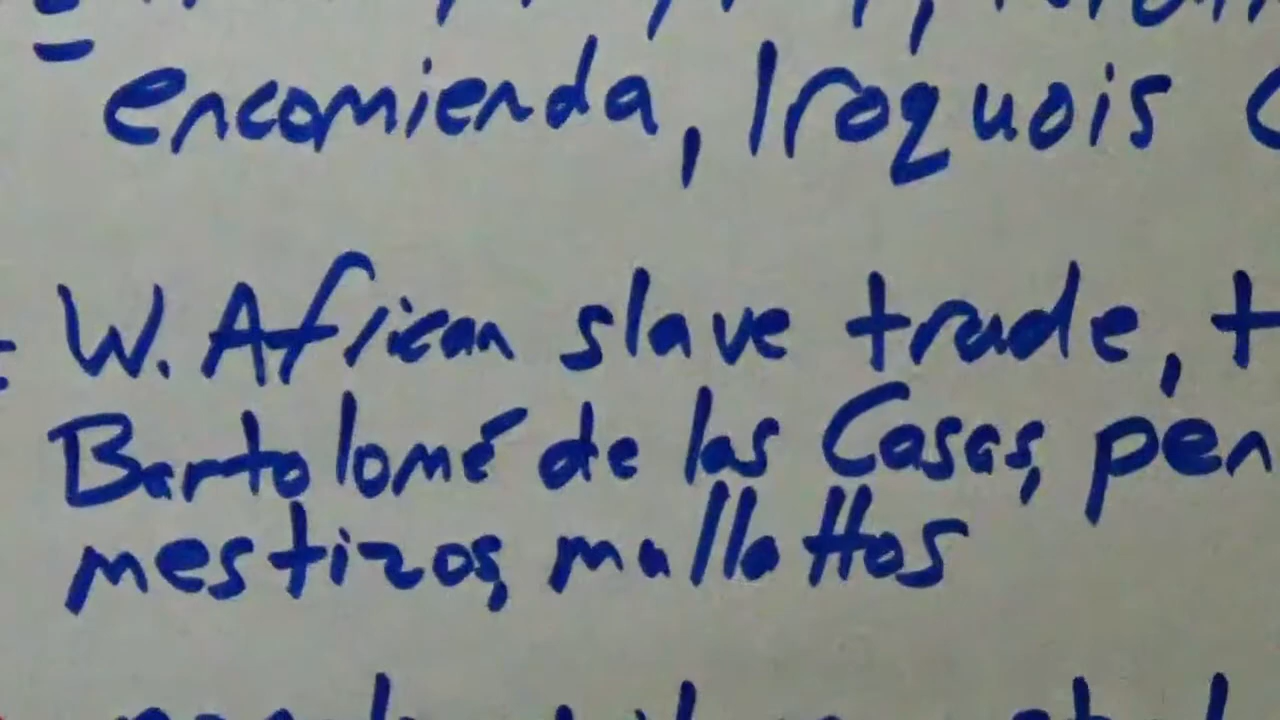 encomienda, Iroquois
W. African slave trade,
Bartolomé de las Casas,
mestizos, mullattos